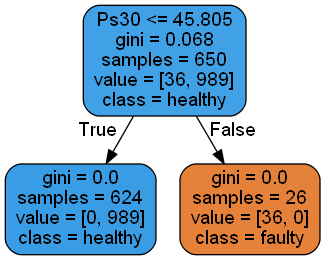 Ps30 <= 45.805
gini = 0.068
samples = 650
value = [36, 989]
class = healthy
True
False
gini = 0.0
samples = 624
value = [0, 989]
class = healthy
gini = 0.0
samples = 26
value = [36, 0]
class = faulty